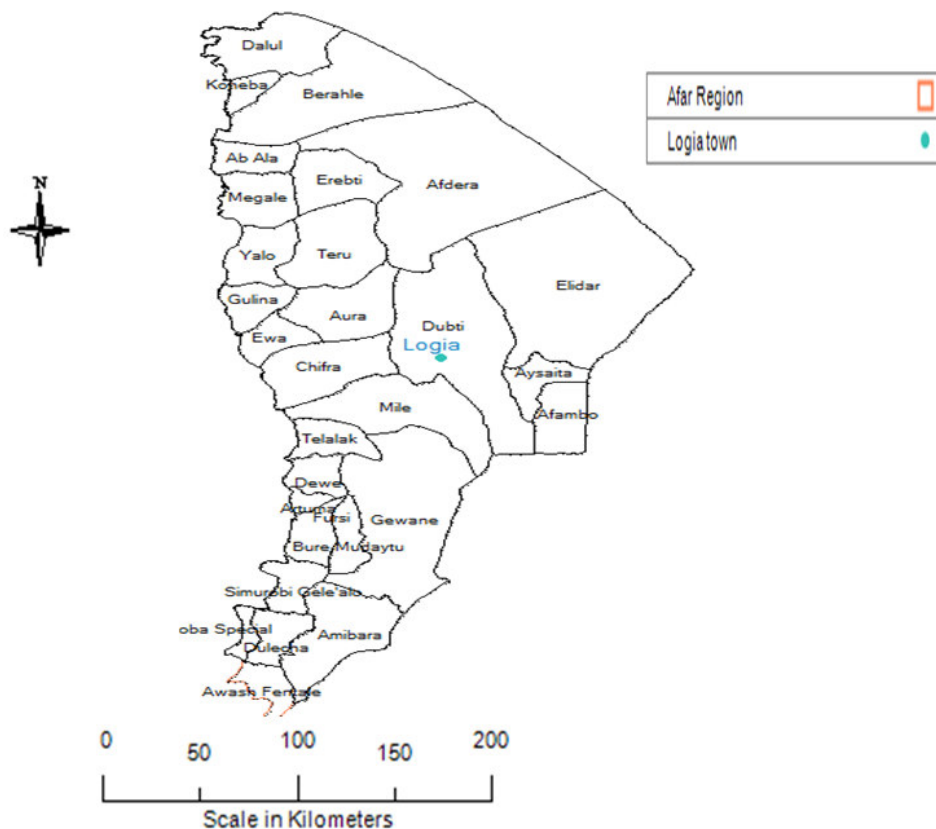 Dalul
Koneba
Berahle
Afar Region
Logia town
Ab Ala
Erebti
Afdera
Megale
N
Yalo
Teru
Elidar
Gulina
Aura
Dubti
Ewa
Logia
Chifra
Aysaita
Mile
Afambo
Telalak
Dewe
Artuma
Fursi
Gewane
Bure Mudaytu
Simurobi Gele'alo
oba Special
Amibara
Dulecha
Awash Fentale
0
50
100
150
200
Scale in Kilometers